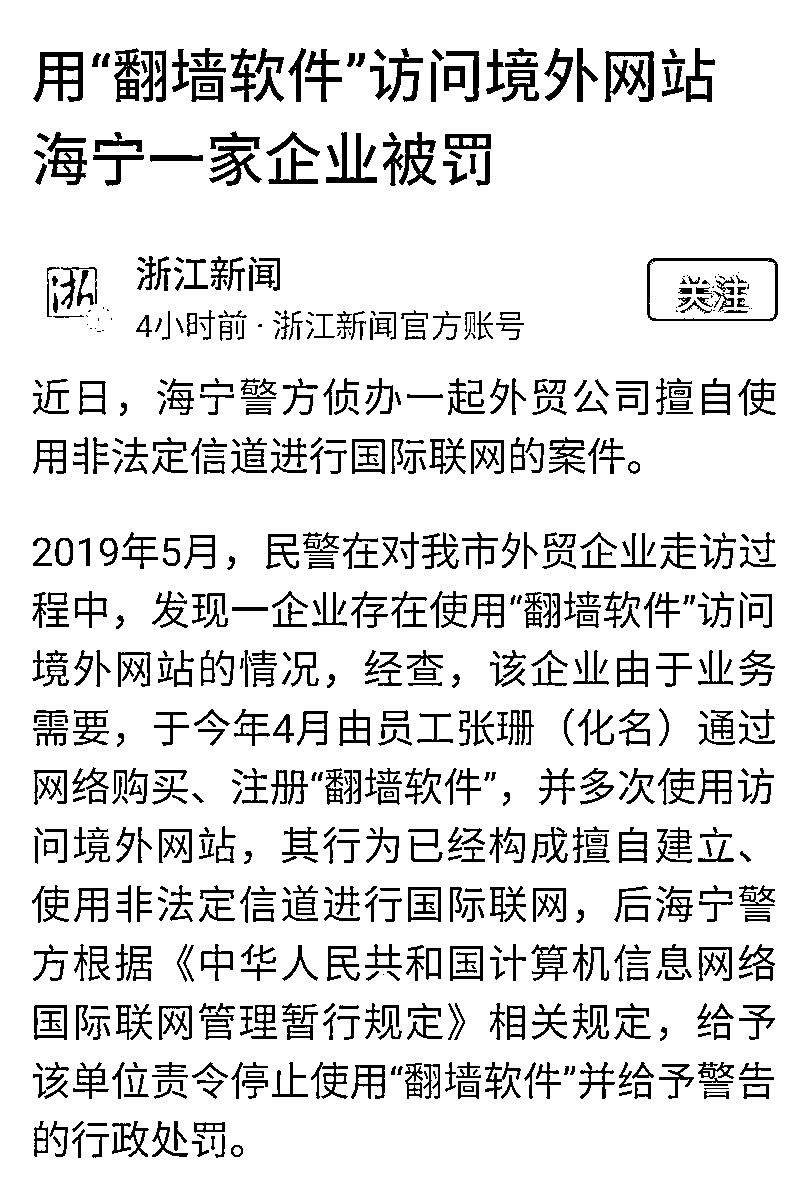 用“翻墙软件”访问境外网站
海宁一家企业被罚
浙
浙江新闻
关注
4小时前 · 浙江新闻官方账号
近日，海宁警方侦办一起外贸公司擅自使
用非法定信道进行国际联网的案件。
2019年5月，民警在对我市外贸企业走访过
程中，发现一企业存在使用“翻墙软件”访问
境外网站的情况，经查，该企业由于业务
需要，于今年4月由员工张珊（化名）通过
网络购买、注册“翻墙软件”，并多次使用访
问境外网站，其行为已经构成擅自建立、
使用非法定信道进行国际联网，后海宁警
方根据《中华人民共和国计算机信息网络
国际联网管理暂行规定》相关规定，给予
该单位责令停止使用“翻墙软件”并给予警告
的行政处罚。